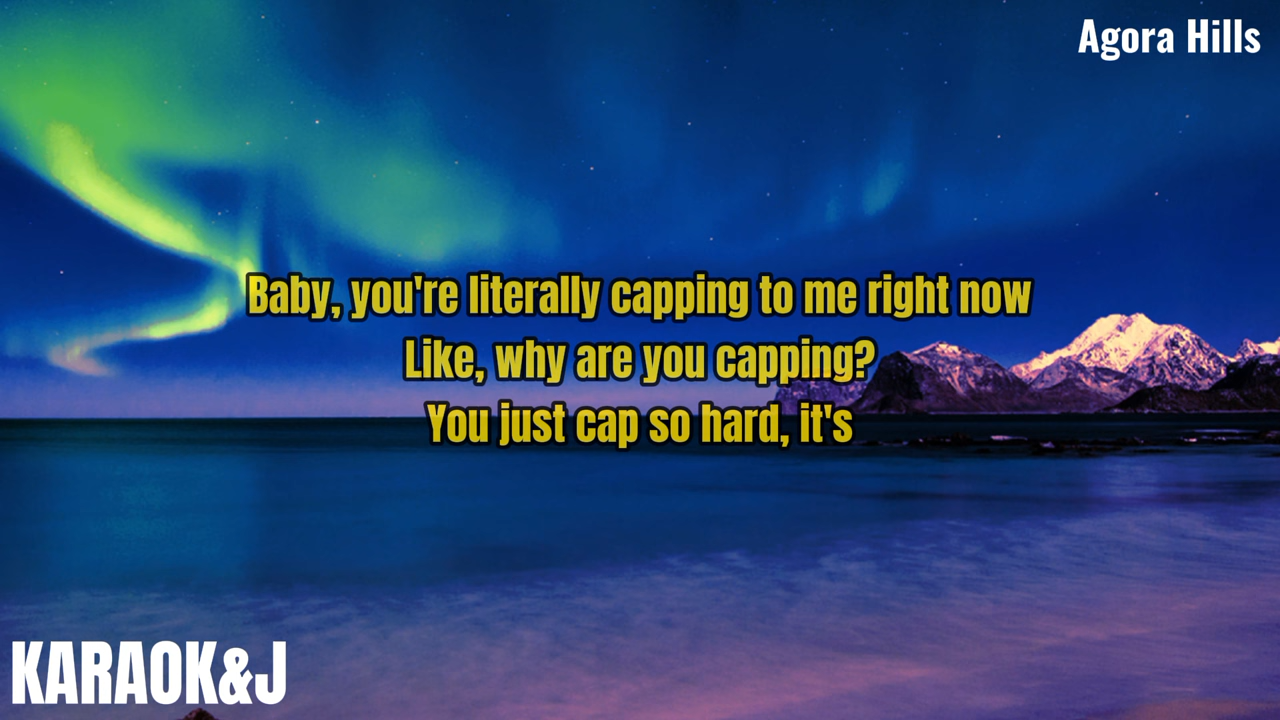 Agora Hills
Baby, you're literally capping to me right now
Like, why are you capping?
You just cap so hard, it's
KARAOK&J